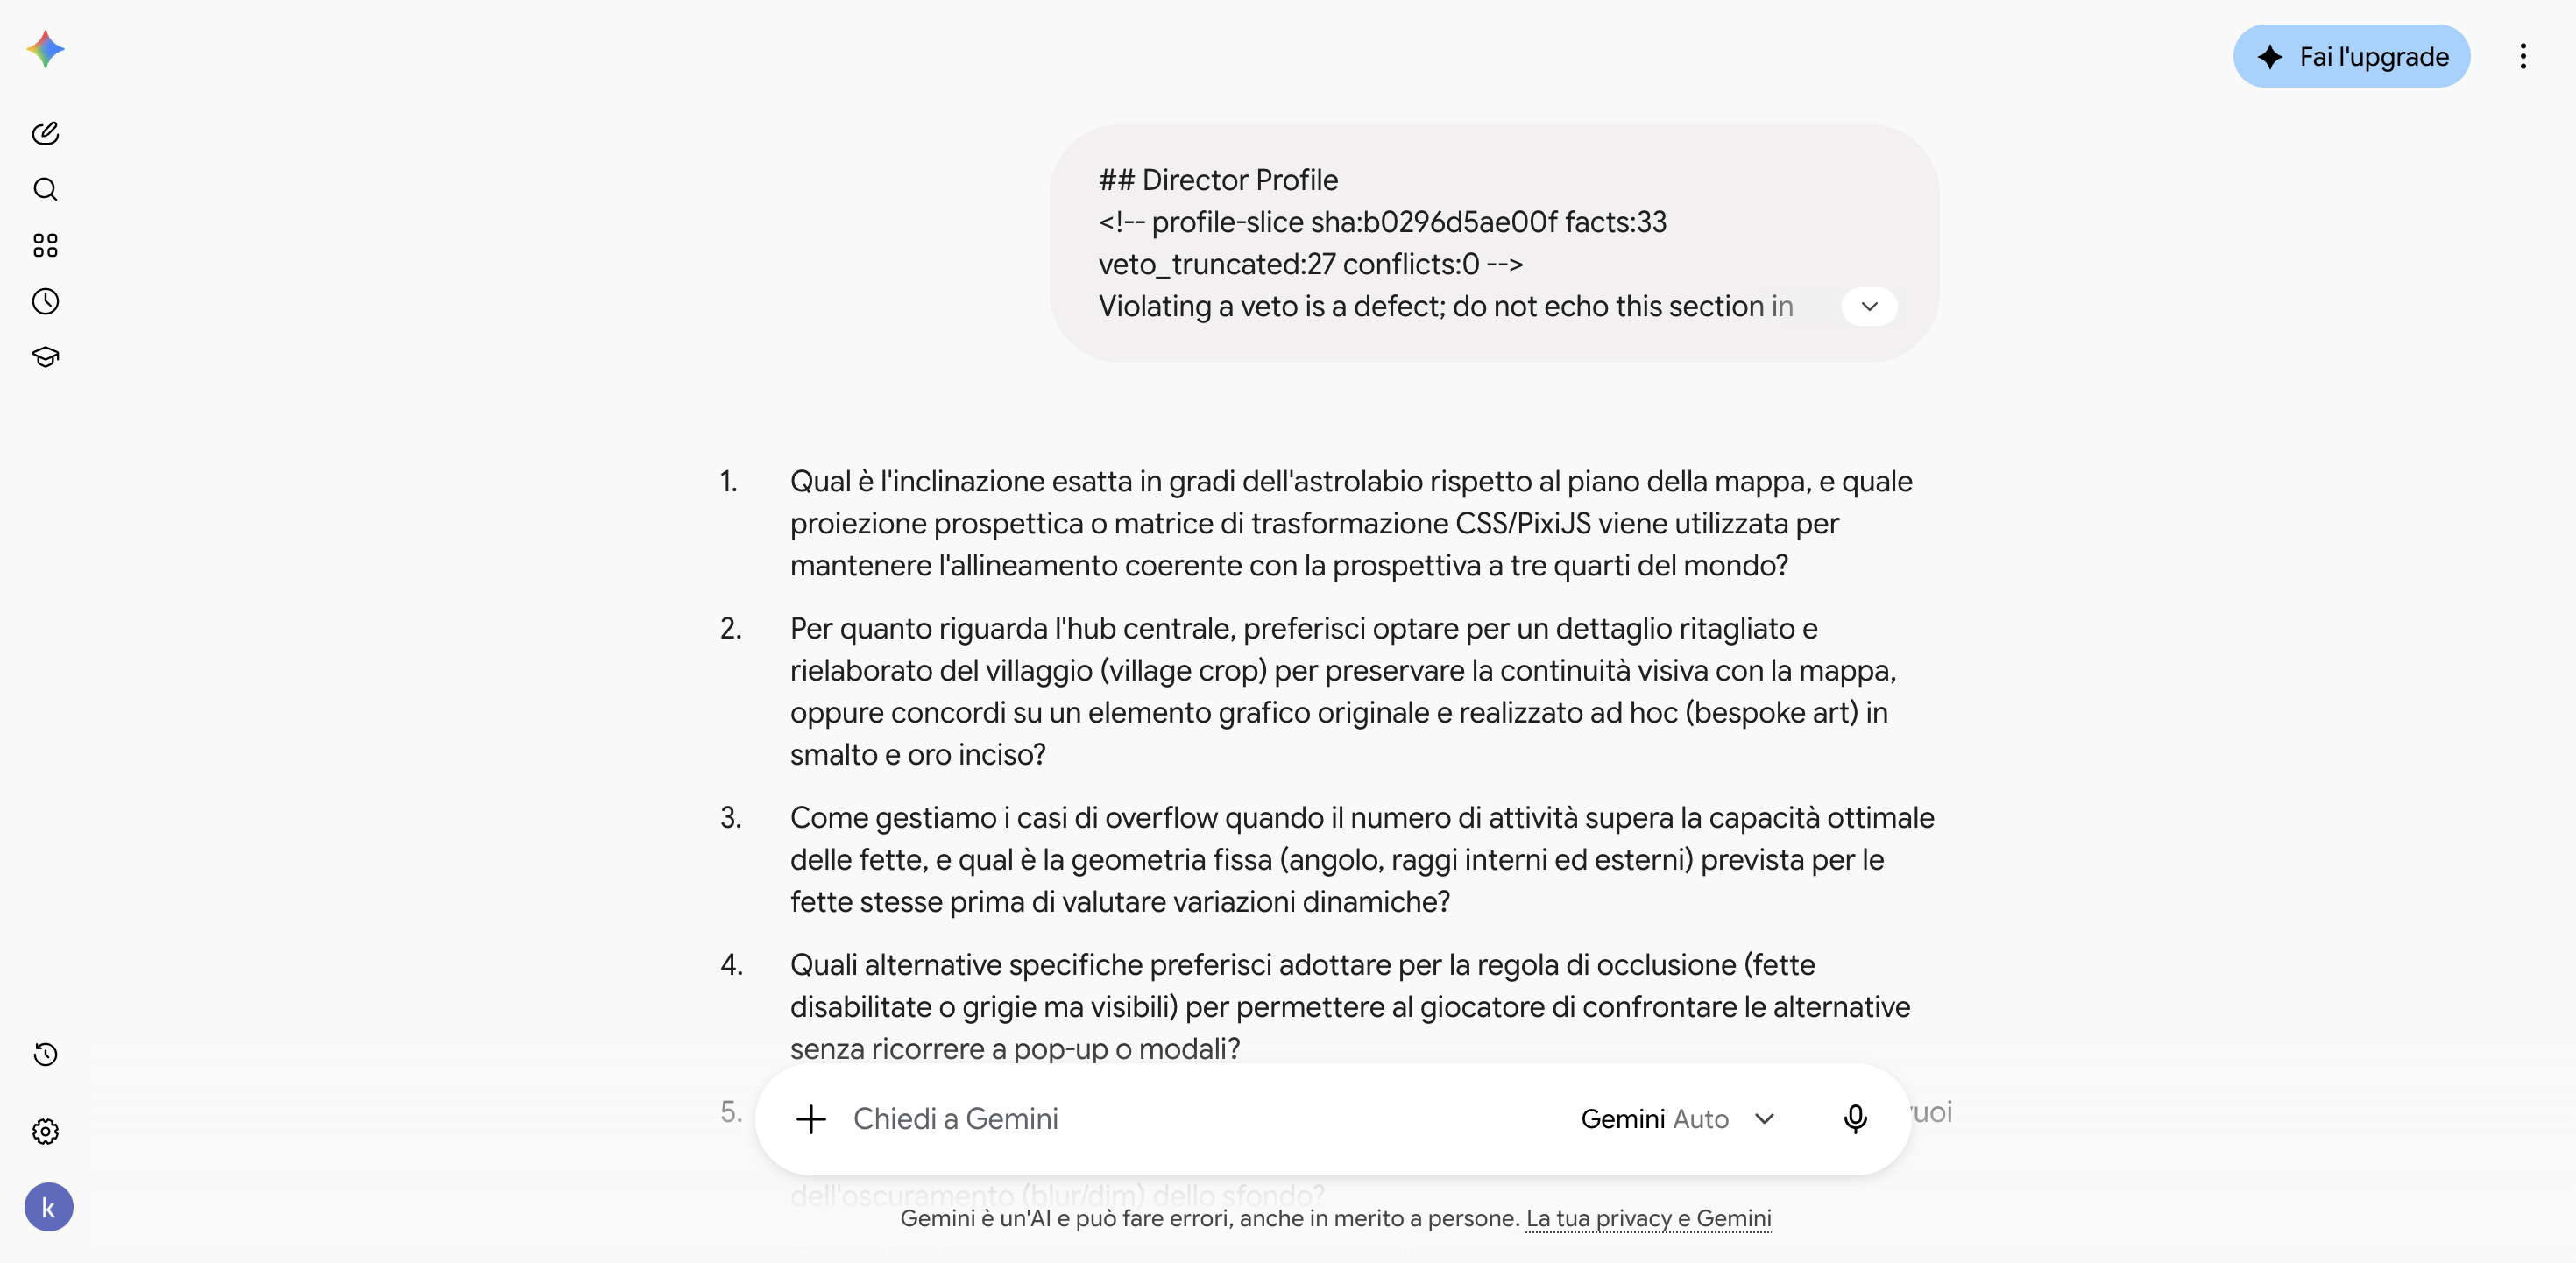 Fai l'upgrade
## Director Profile
<!-- profile-slice sha:b0296d5ae00f facts:33
veto_truncated:27 conflicts:0 -->
Violating a veto is a defect; do not echo this section in
1. Qual è l'inclinazione esatta in gradi dell'astrolabio rispetto al piano della mappa, e quale
proiezione prospettica o matrice di trasformazione CSS/PixiJS viene utilizzata per
mantenere l'allineamento coerente con la prospettiva a tre quarti del mondo?
2. Per quanto riguarda l'hub centrale, preferisci optare per un dettaglio ritagliato e
rielaborato del villaggio (village crop) per preservare la continuità visiva con la mappa,
oppure concordi su un elemento grafico originale e realizzato ad hoc (bespoke art) in
smalto e oro inciso?
3. Come gestiamo i casi di overflow quando il numero di attività supera la capacità ottimale
delle fette, e qual è la geometria fissa (angolo, raggi interni ed esterni) prevista per le
fette stesse prima di valutare variazioni dinamiche?
4. Quali alternative specifiche preferisci adottare per la regola di occlusione (fette
disabilitate o grigie ma visibili) per permettere al giocatore di confrontare le alternative
senza ricorrere a pop-up o modali?
5.
Chiedi a Gemini
Gemini Auto
dell'oscuramento (blur/dim) dello sfondo?
Gemini è un'AI e può fare errori, anche in merito a persone. La tua privacy e Gemini
k